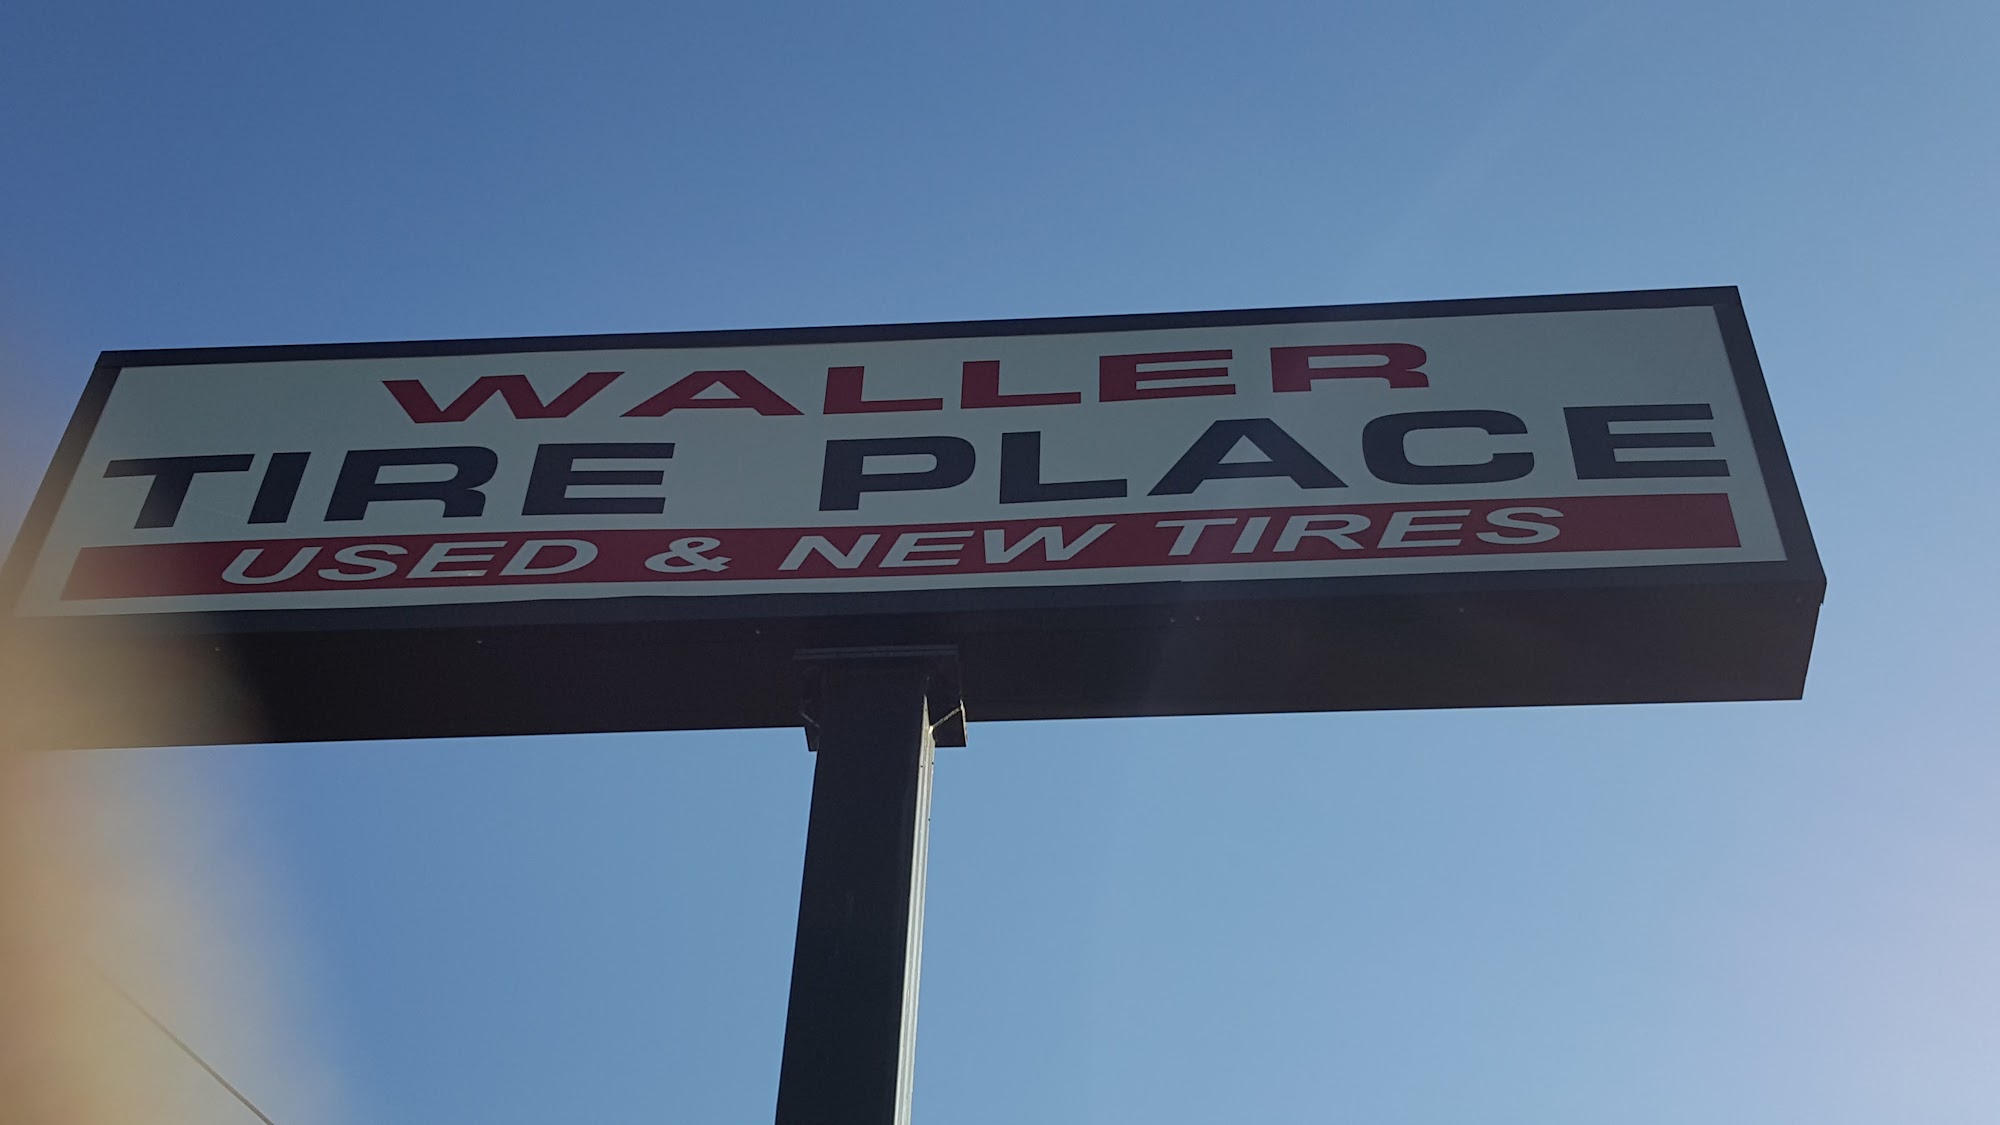 WALLER
TIRE PLACE
USED & NEW TIRES